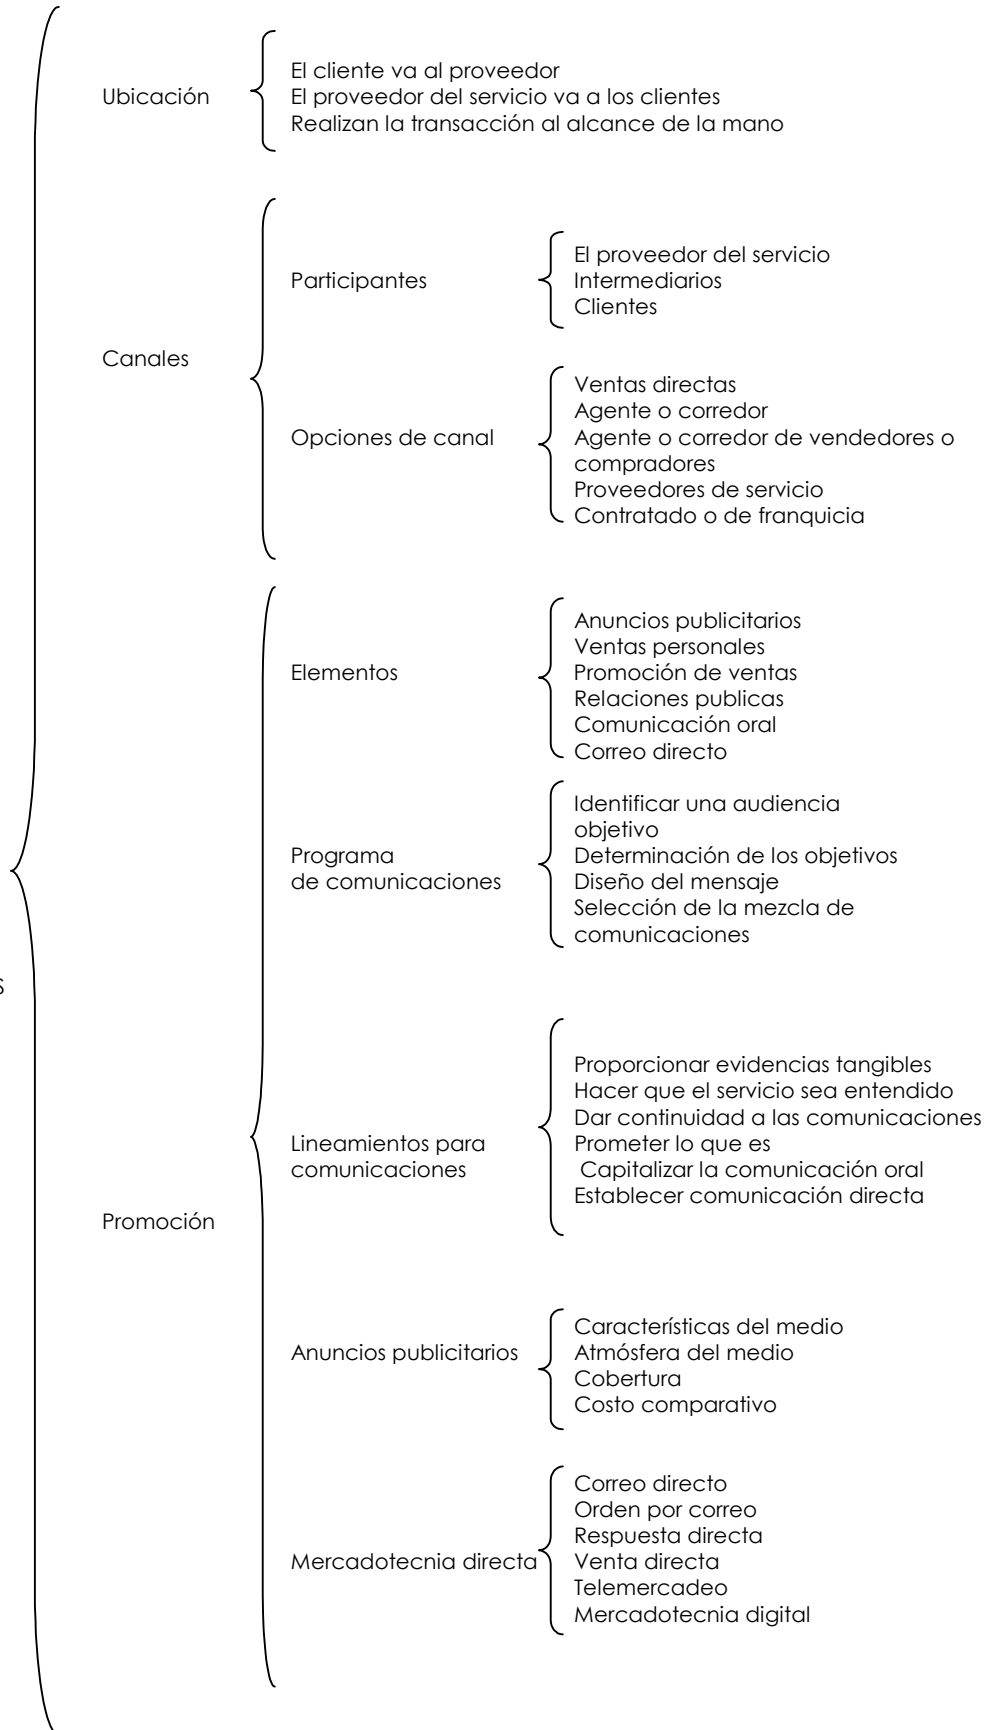 Ubicación
El cliente va al proveedor
El proveedor del servicio va a los clientes
Realizan la transacción al alcance de la mano
Canales
Participantes
El proveedor del servicio
Intermediarios
Clientes
Opciones de canal
Ventas directas
Agente o corredor
Agente o corredor de vendedores o
compradores
Proveedores de servicio
Contratado o de franquicia
Promoción
Elementos
Anuncios publicitarios
Ventas personales
Promoción de ventas
Relaciones publicas
Comunicación oral
Correo directo
Programa
de comunicaciones
Identificar una audiencia
objetivo
Determinación de los objetivos
Diseño del mensaje
Selección de la mezcla de
comunicaciones
Lineamientos para
comunicaciones
Proporcionar evidencias tangibles
Hacer que el servicio sea entendido
Dar continuidad a las comunicaciones
Prometer lo que es
Capitalizar la comunicación oral
Establecer comunicación directa
Anuncios publicitarios
Características del medio
Atmósfera del medio
Cobertura
Costo comparativo
Mercadotecnia directa
Correo directo
Orden por correo
Respuesta directa
Venta directa
Telemercadeo
Mercadotecnia digital